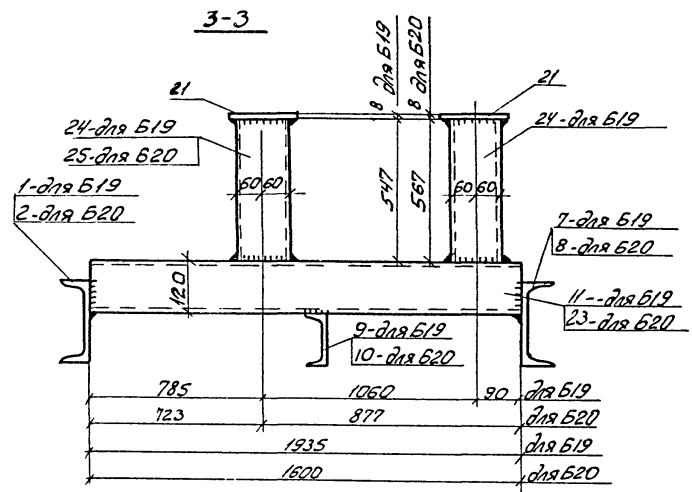 3-3
8 для Б19
8 для Б20
21
21
24-для Б19
25-для Б20
24-для Б19
1-для Б19
2-для Б20
60 60
547
567
60 60
7-для Б19
8-для Б20
120
11--для Б19
23-для Б20
9-для Б19
10-для Б20
785 1060 90 для Б19
723 877 для Б20
1935 для Б19
1600 для Б20